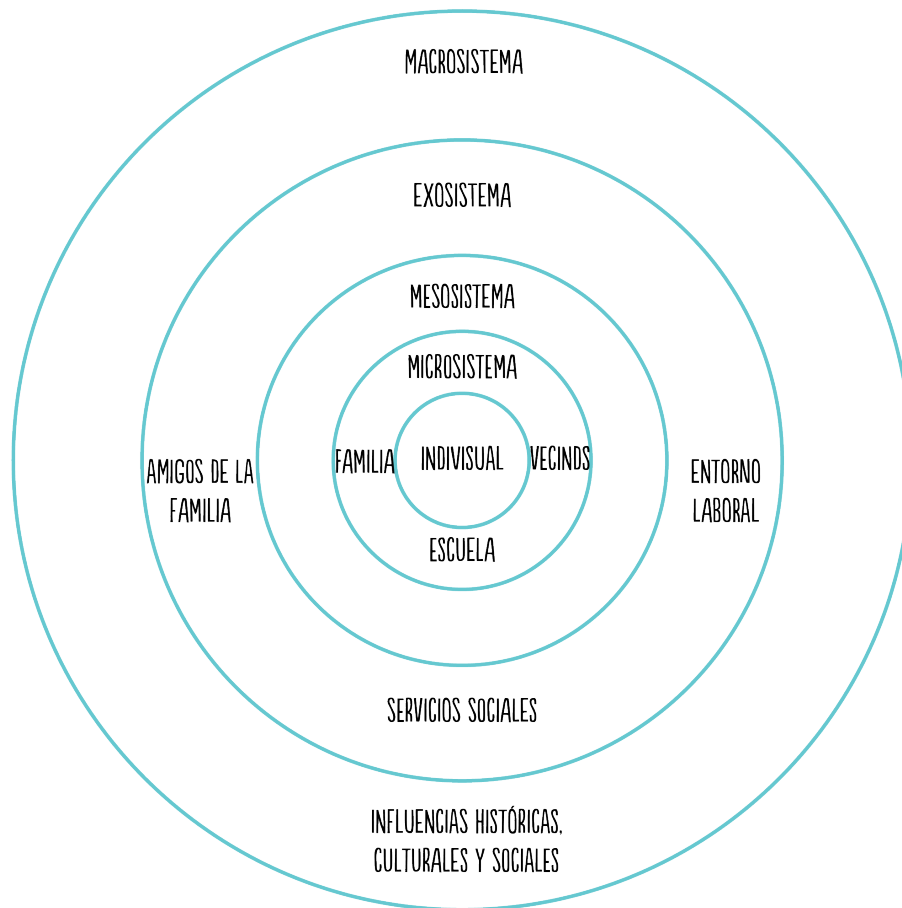 MACROSISTEMA
EXOSISTEMA
MESOSISTEMA
MICROSISTEMA
FAMILIA
INDIVISUAL
VECINDS
AMIGOS DE LA
FAMILIA
ENTORNO
LABORAL
ESCUELA
SERVICIOS SOCIALES
INFLUENCIAS HISTÓRICAS,
CULTURALES Y SOCIALES